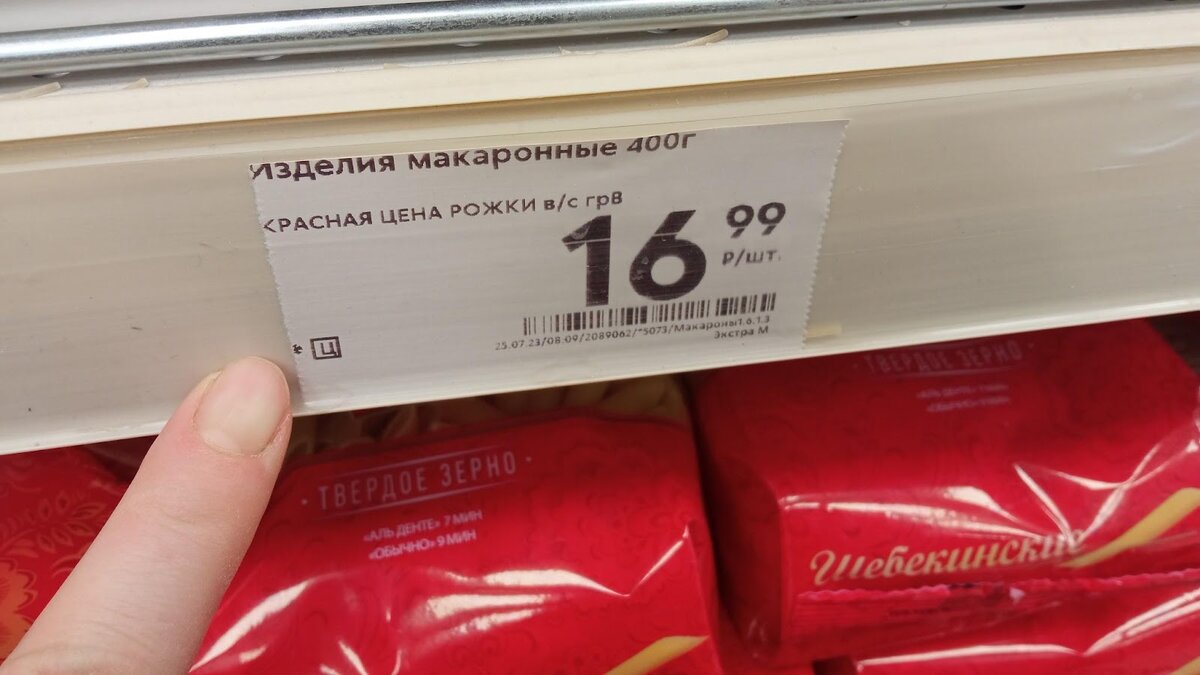 изделия макаронные 400г
КРАСНАЯ ЦЕНА РОЖКИ в/с грВ
16 99
₽/шт.
25.07.23/08:09/2089062/*5073/Макароны1.6.1.3
Экстра М
* Ц
ТВЕРДОЕ ЗЕРНО
«АЛЬ ДЕНТЕ» 7 МИН
«ОБЫЧНО» 9 МИН
ТВЕРДОЕ ЗЕРНО
Шебекинские